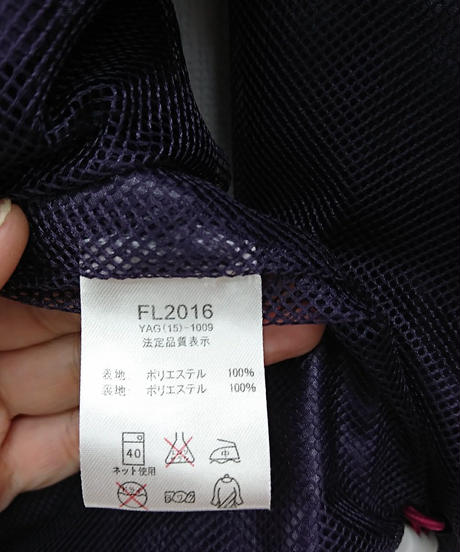 FL2016
YAG(15)-1009
法定品質表示
表地: ポリエステル 100%
裏地: ポリエステル 100%
40 中
ネット使用